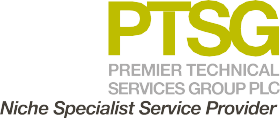 PTSG
PREMIER TECHNICAL
SERVICES GROUP PLC
Niche Specialist Service Provider